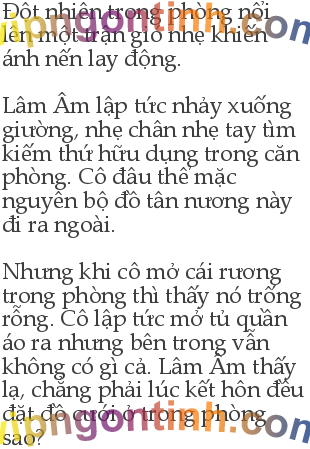 Đột nhiên trong phòng nổi
lên một trận gió nhẹ khiến
ánh nến lay động.
Lâm Âm lập tức nhảy xuống
giường, nhẹ chân nhẹ tay tìm
kiếm thứ hữu dụng trong căn
phòng. Cô đâu thể mặc
nguyên bộ đồ tân nương này
đi ra ngoài.
Nhưng khi cô mở cái rương
trong phòng thì thấy nó trống
rỗng. Cô lập tức mở tủ quần
áo ra nhưng bên trong vẫn
không có gì cả. Lâm Âm thấy
lạ, chẳng phải lúc kết hôn đều
đặt đồ cưới ở trong phòng
sao?
vipngontinh.com
vipngontinh.com